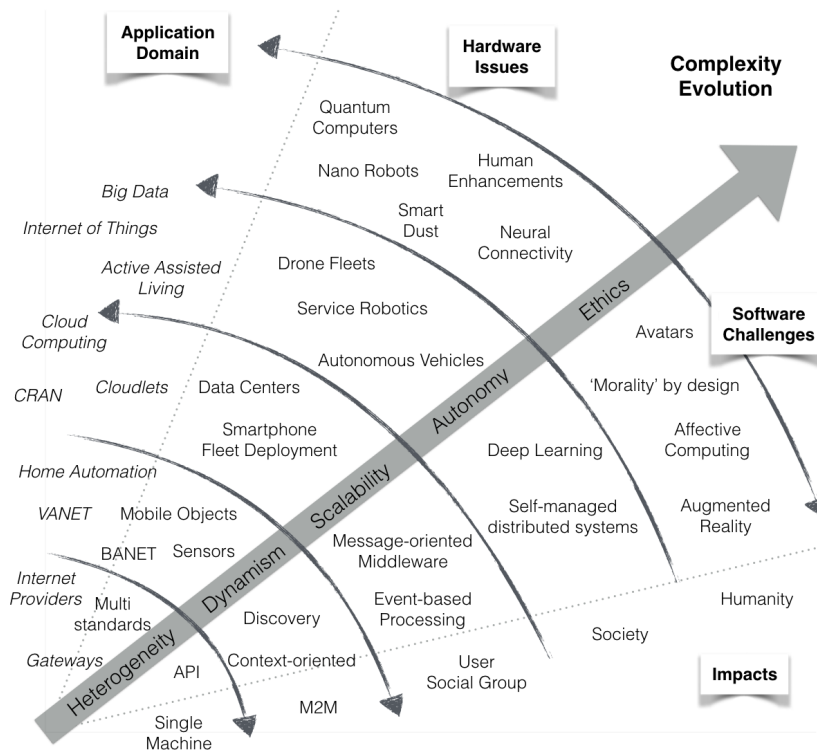 Application
Domain
Hardware
Issues
Complexity
Evolution
Quantum
Computers
Nano Robots
Human
Enhancements
Big Data
Smart
Dust
Internet of Things
Neural
Connectivity
Active Assisted
Living
Drone Fleets
Ethics
Service Robotics
Cloud
Computing
Avatars
Software
Challenges
Autonomous Vehicles
CRAN
Cloudlets
Data Centers
Autonomy
'Morality' by design
Smartphone
Fleet Deployment
Deep Learning
Affective
Computing
Home Automation
Scalability
VANET
Mobile Objects
Self-managed
distributed systems
Augmented
Reality
BANET
Sensors
Dynamism
Message-oriented
Middleware
Internet
Providers
Multi
standards
Discovery
Event-based
Processing
Humanity
Heterogeneity
Society
Gateways
API
Context-oriented
User
Social Group
Impacts
Single
Machine
M2M